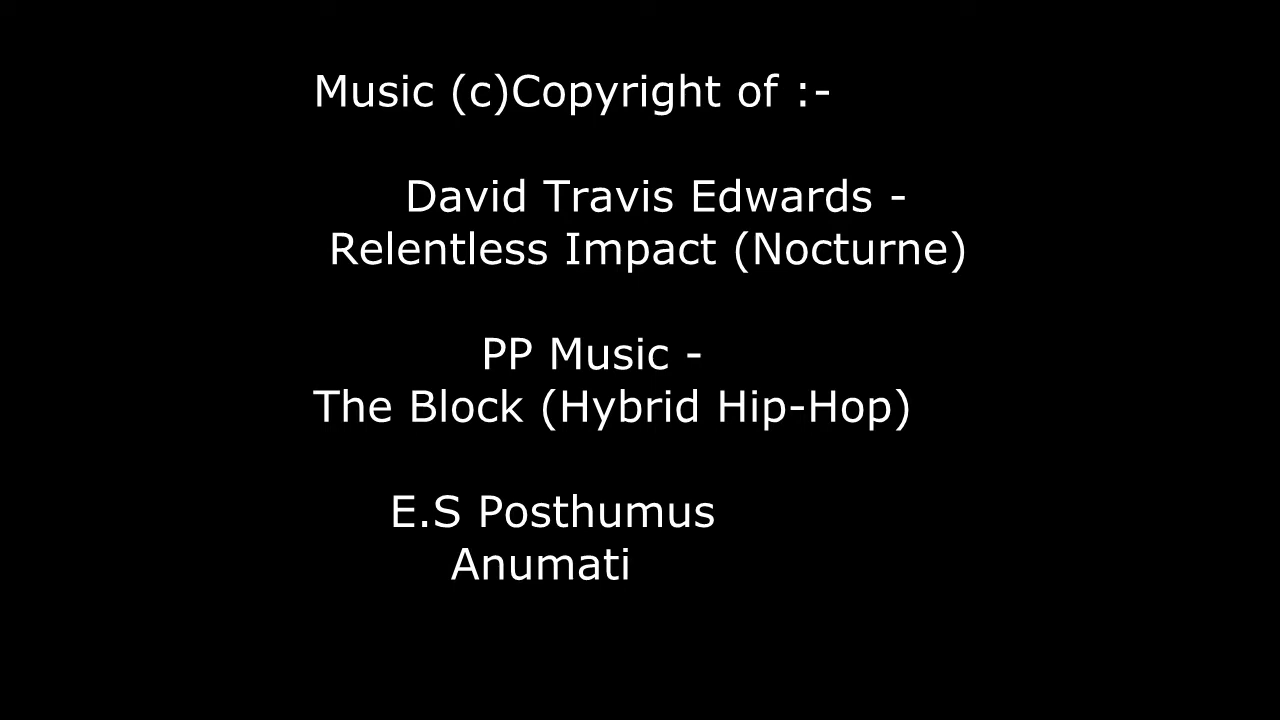 Music (c)Copyright of :-
David Travis Edwards -
Relentless Impact (Nocturne)
PP Music -
The Block (Hybrid Hip-Hop)
E.S Posthumus
Anumati